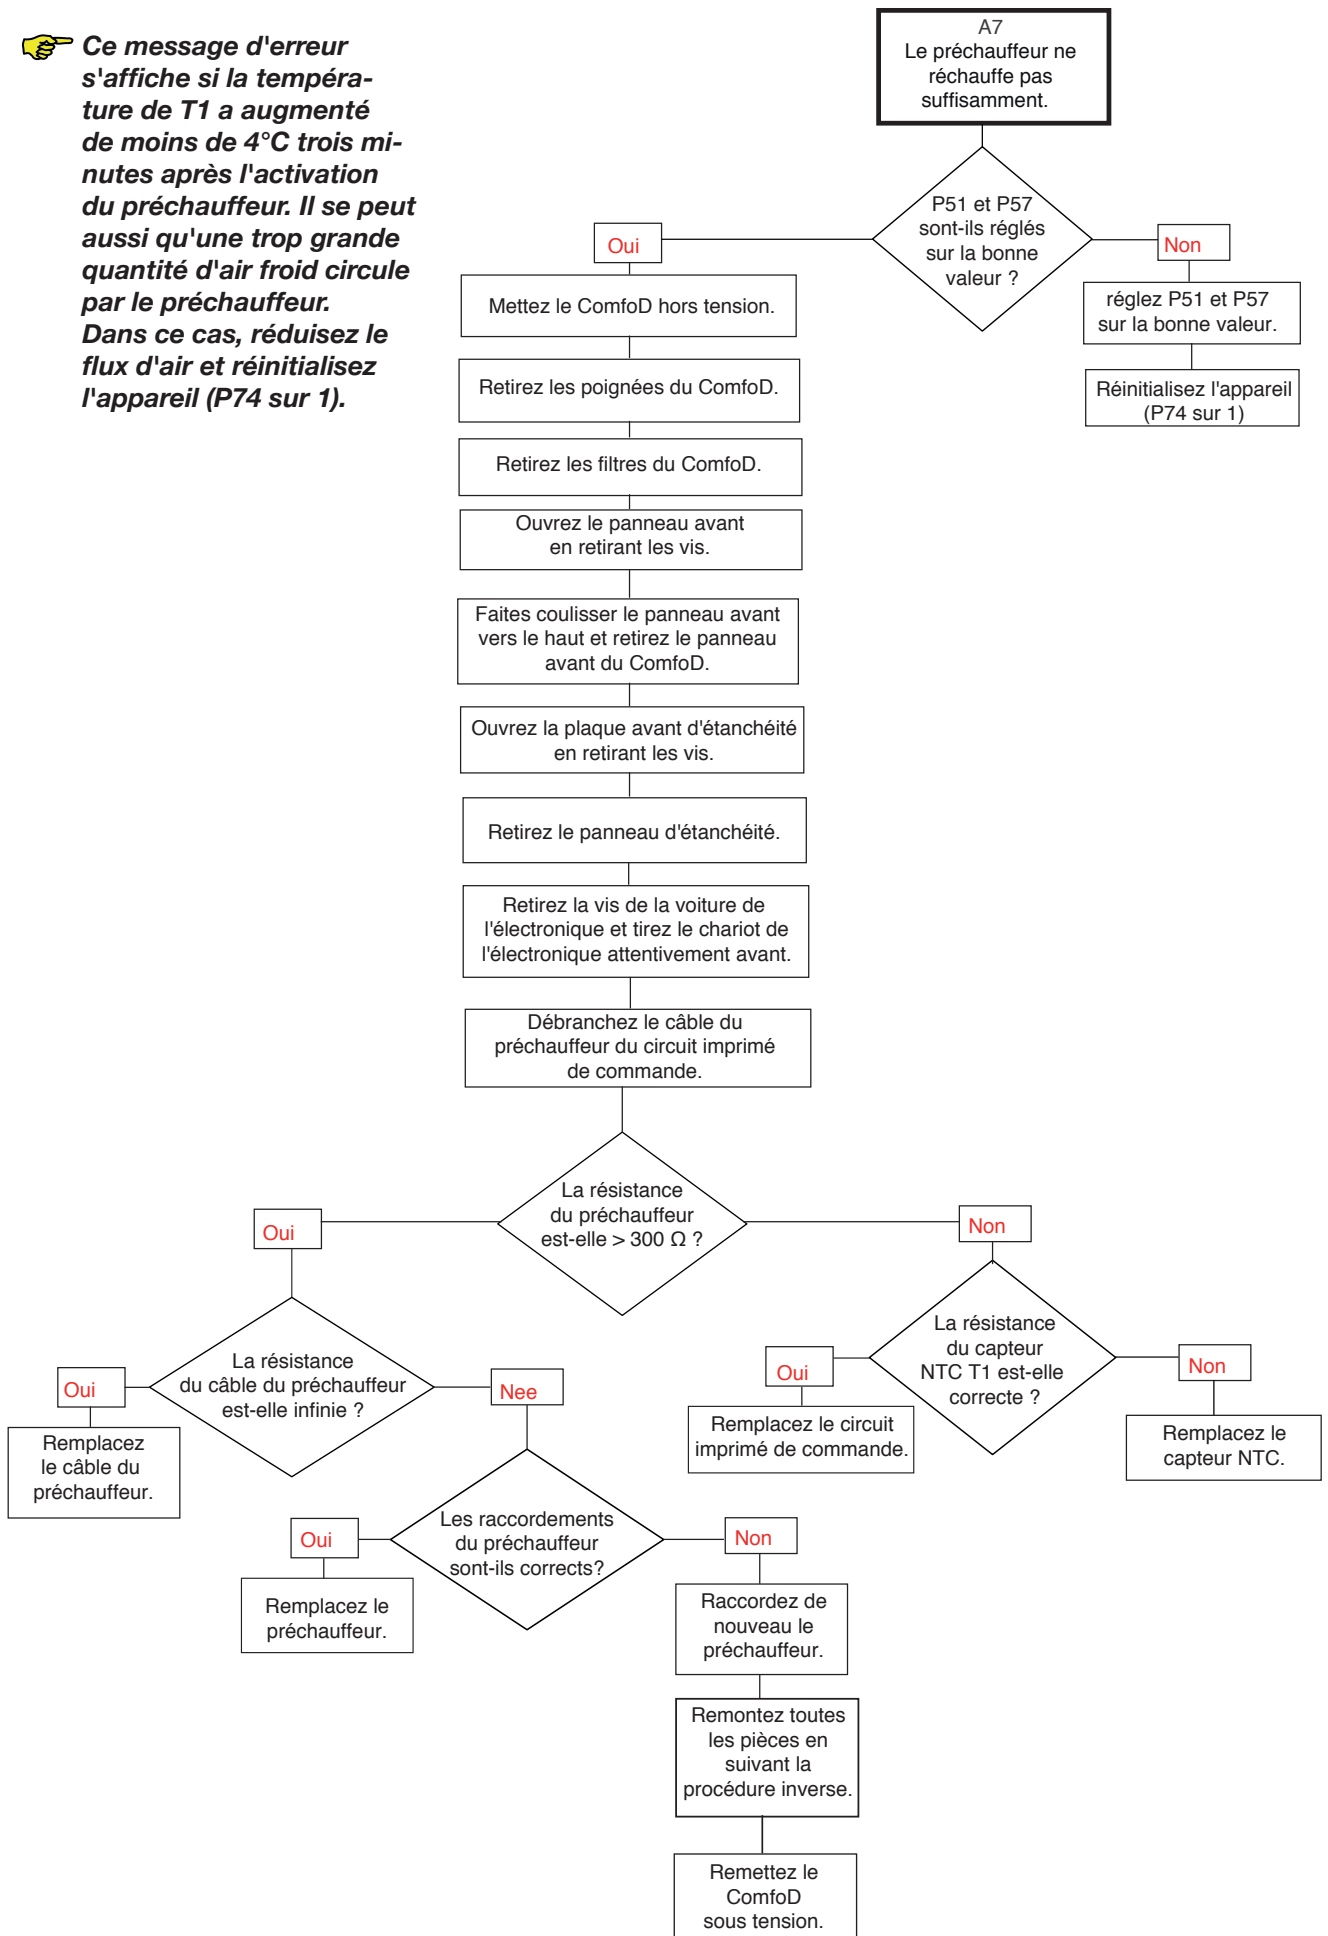 Ce message d'erreur
s'affiche si la tempéra-
ture de T1 a augmenté
de moins de 4°C trois mi-
nutes après l'activation
du préchauffeur. Il se peut
aussi qu'une trop grande
quantité d'air froid circule
par le préchauffeur.
Dans ce cas, réduisez le
flux d'air et réinitialisez
l'appareil (P74 sur 1).
A7
Le préchauffeur ne
réchauffe pas
suffisamment.
P51 et P57
sont-ils réglés
sur la bonne
valeur ?
Oui
Non
Mettez le ComfoD hors tension.
réglez P51 et P57
sur la bonne valeur.
Retirez les poignées du ComfoD.
Réinitialisez l'appareil
(P74 sur 1)
Retirez les filtres du ComfoD.
Ouvrez le panneau avant
en retirant les vis.
Faites coulisser le panneau avant
vers le haut et retirez le panneau
avant du ComfoD.
Ouvrez la plaque avant d'étanchéité
en retirant les vis.
Retirez le panneau d'étanchéité.
Retirez la vis de la voiture de
l'électronique et tirez le chariot de
l'électronique attentivement avant.
Débranchez le câble du
préchauffeur du circuit imprimé
de commande.
La résistance
du préchauffeur
est-elle > 300 Ω ?
Oui
Non
La résistance
du câble du préchauffeur
est-elle infinie ?
La résistance
du capteur
NTC T1 est-elle
correcte ?
Oui
Nee
Oui
Non
Remplacez
le câble du
préchauffeur.
Remplacez le circuit
imprimé de commande.
Remplacez le
capteur NTC.
Les raccordements
du préchauffeur
sont-ils corrects?
Oui
Non
Remplacez le
préchauffeur.
Raccordez de
nouveau le
préchauffeur.
Remontez toutes
les pièces en
suivant la
procédure inverse.
Remettez le
ComfoD
sous tension.